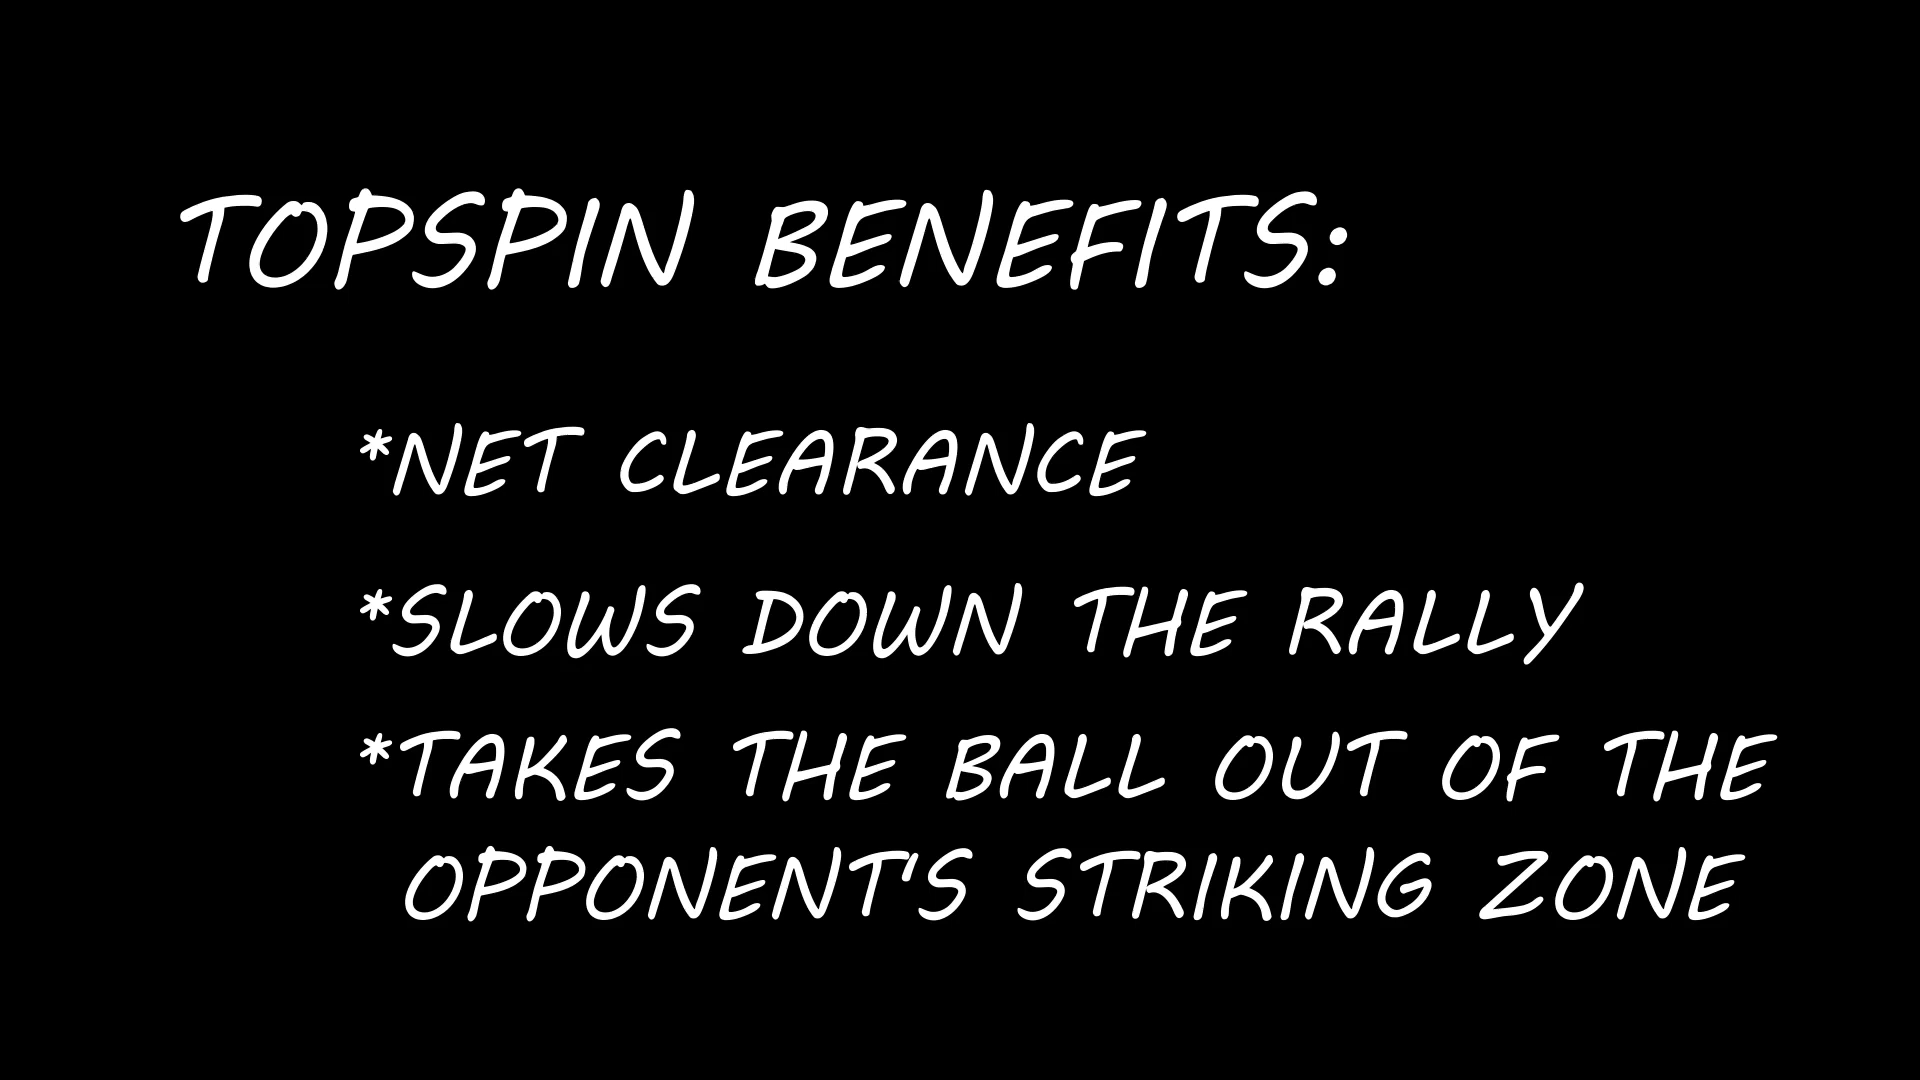 TOPSPIN BENEFITS:
*NET CLEARANCE
*SLOWS DOWN THE RALLY
*TAKES THE BALL OUT OF THE
OPPONENT'S STRIKING ZONE